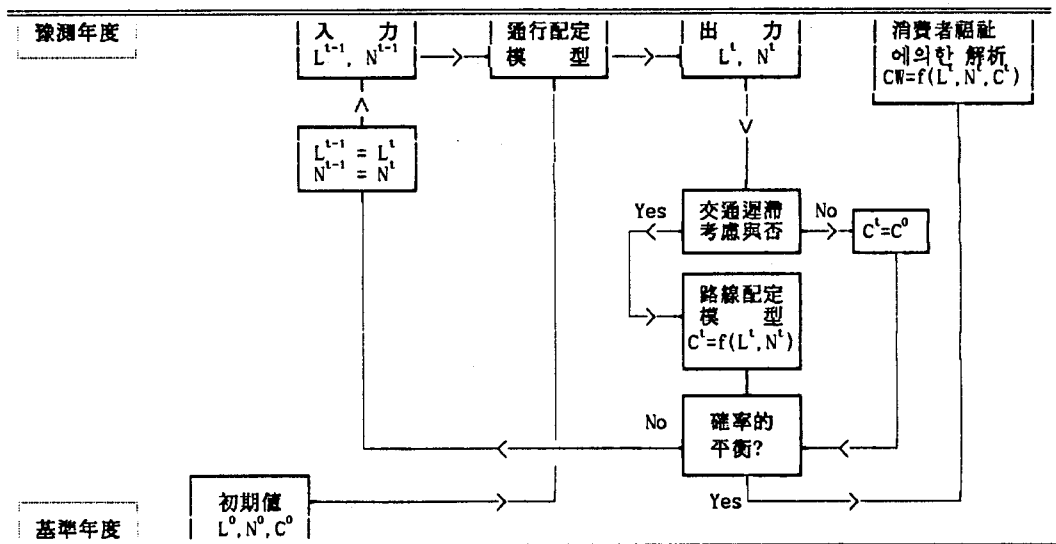 豫測年度
入 力
L^{t-1}, N^{t-1}
通行配定
模 型
出 力
L^t, N^t
消費者福祉
에의한 解析
CW=f(L^t,N^t,C^t)
L^{t-1} = L^t
N^{t-1} = N^t
Yes
交通遲滯
考慮與否
No
C^t=C^0
路線配定
模 型
C^t=f(L^t,N^t)
No
確率的
平衡?
Yes
初期値
L^0,N^0,C^0
基準年度